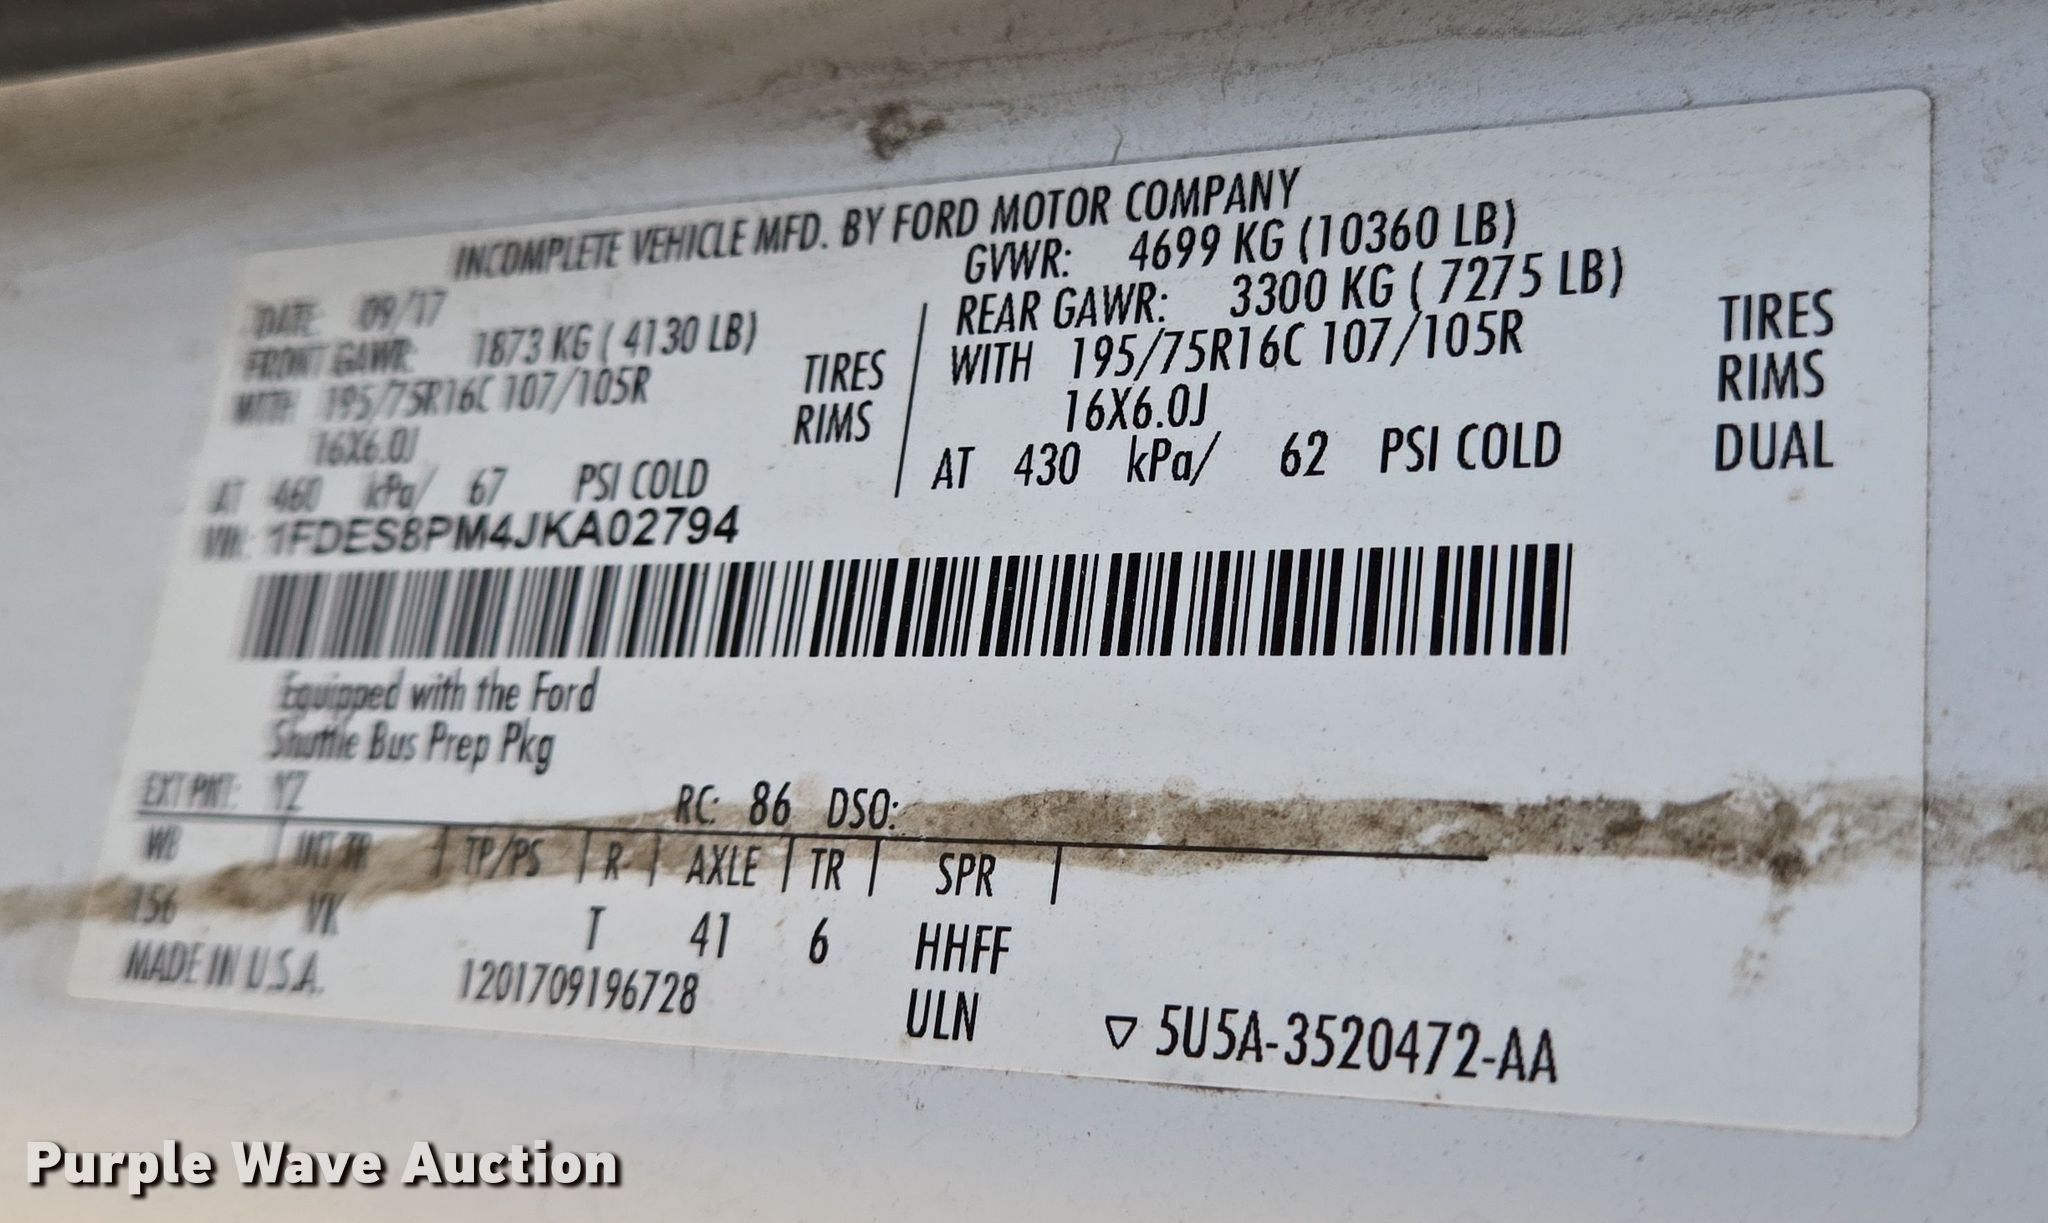 INCOMPLETE VEHICLE MFD. BY FORD MOTOR COMPANY
DATE: 09/17 GVWR: 4699 KG (10360 LB)
FRONT GAWR: 1873 KG ( 4130 LB) REAR GAWR: 3300 KG ( 7275 LB)
WITH 195/75R16C 107/105R TIRES WITH 195/75R16C 107/105R TIRES
16X6.0J RIMS 16X6.0J RIMS
AT 460 kPa/ 67 PSI COLD AT 430 kPa/ 62 PSI COLD DUAL
VIN: 1FDES8PM4JKA02794
Equipped with the Ford
Shuttle Bus Prep Pkg
EXT PNT: YZ RC: 86 DSO:
WB INT TR TP/PS R AXLE TR SPR
156 VK T 41 6 HHFF
MADE IN U.S.A. 1201709196728 ULN ▽ 5U5A-3520472-AA
Purple Wave Auction